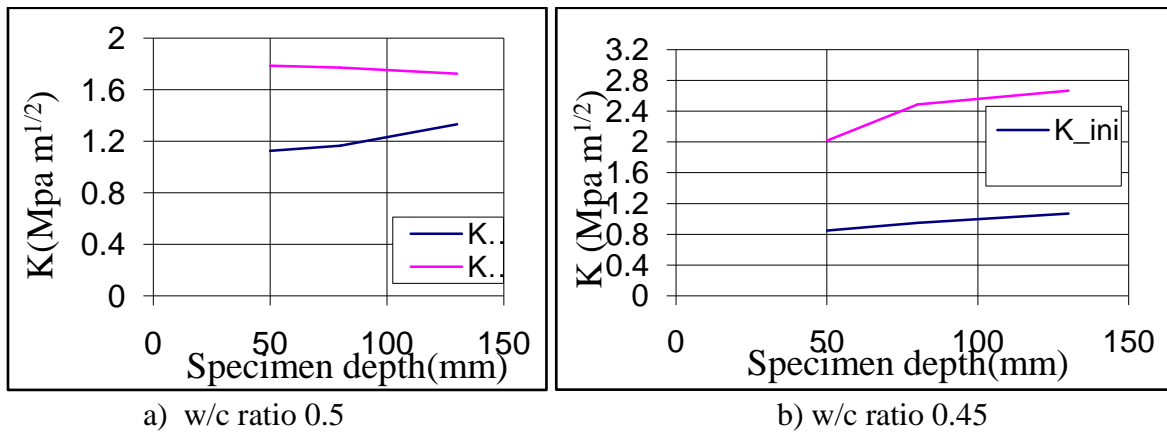 2
1.6
1.2
0.8
0.4
0
K(Mpa m1/2)
K..
K..
0 50 100 150
Specimen depth(mm)
a) w/c ratio 0.5
3.2
2.8
2.4
2
1.6
1.2
0.8
0.4
0
K (Mpa m1/2)
K_ini
0 50 100 150
Specimen depth(mm)
b) w/c ratio 0.45